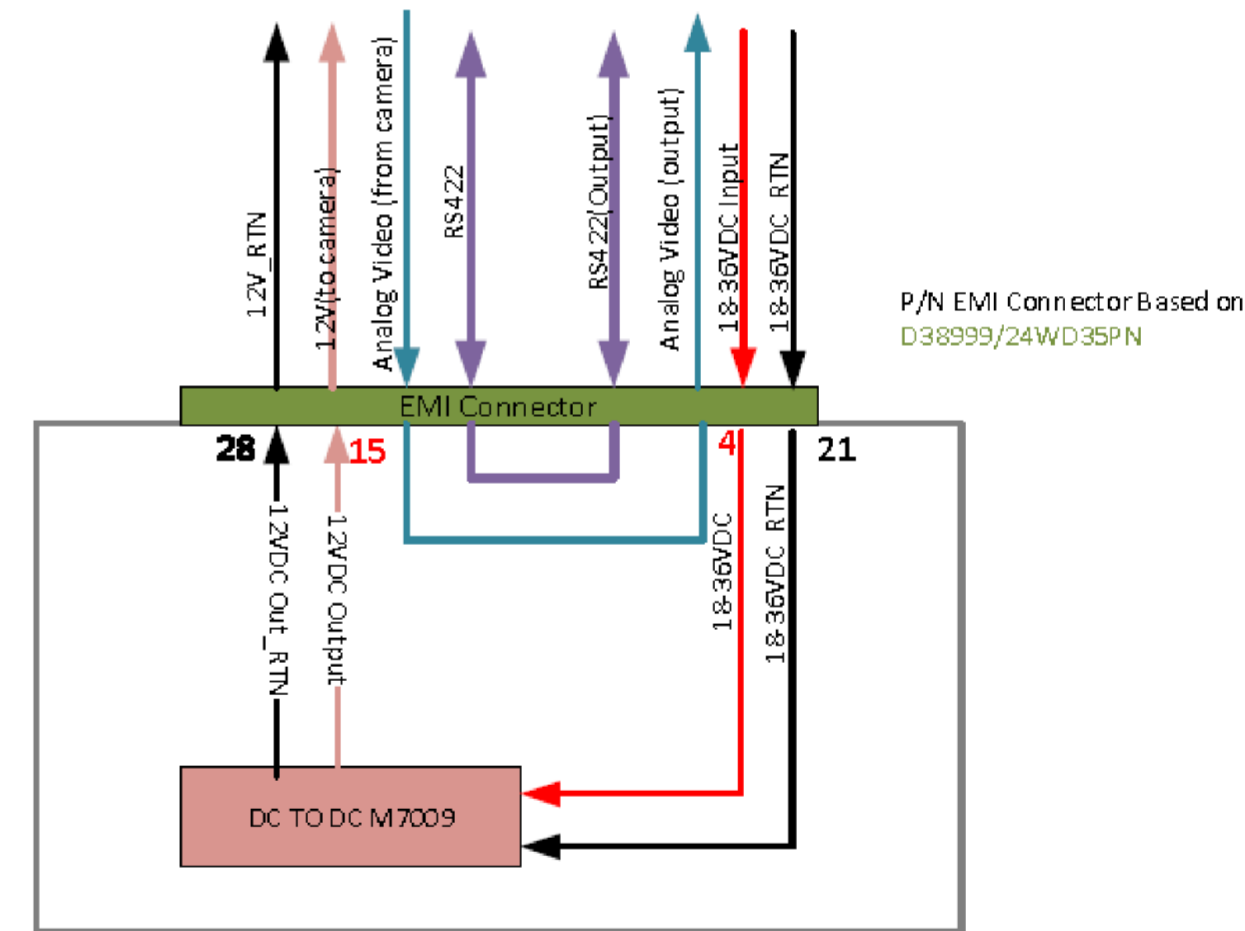 12V_RTN
12V(to camera)
Analog Video (from camera)
RS422
RS422(Output)
Analog Video (output)
18-36VDC Input
18-36VDC RTN
P/N EMI Connector Based on
D38999/24WD35PN
EMI Connector
28
15
4
21
12VDC Out_RTN
12VDC Output
18-36VDC
18-36VDC RTN
DC TO DC M7009